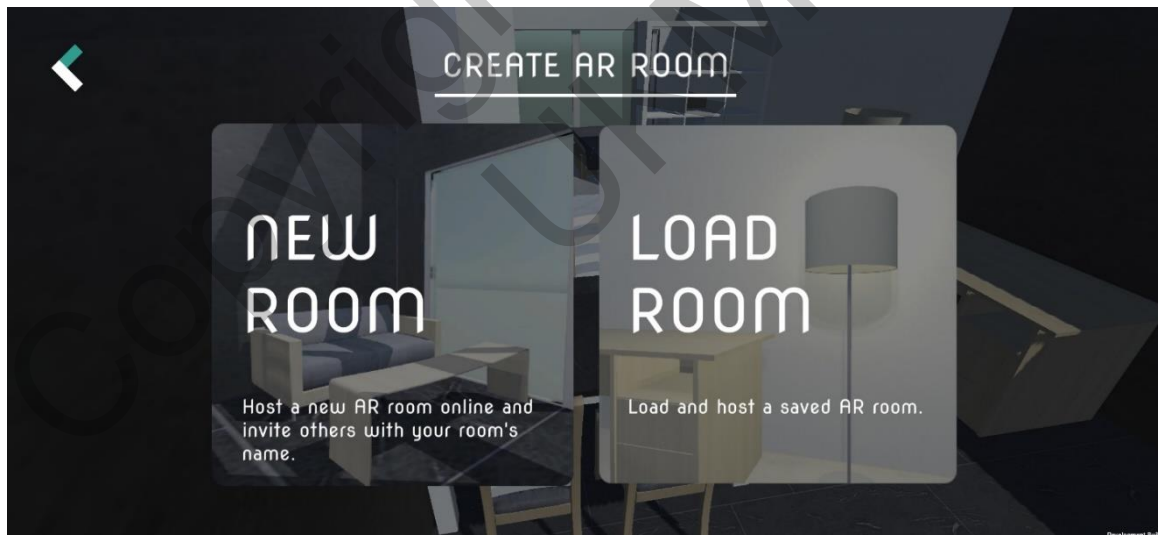 CREATE AR ROOM
NEW
ROOM
Host a new AR room online and
invite others with your room's
name.
LOAD
ROOM
Load and host a saved AR room.